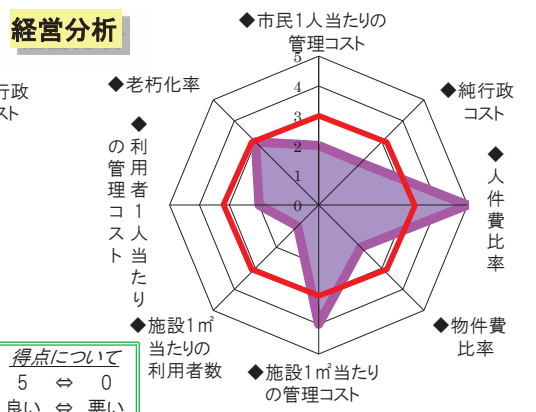 経営分析
◆市民1人当たりの
管理コスト
5
4
3
2
1
0
◆純行政
コスト
◆人件費比率
◆物件費
比率
◆施設1㎡当たり
の管理コスト
◆施設1㎡
当たりの
利用者数
◆利用者1人当たり
の管理コスト
◆老朽化率
行政
スト
得点について
5 ⇔ 0
良い ⇔ 悪い